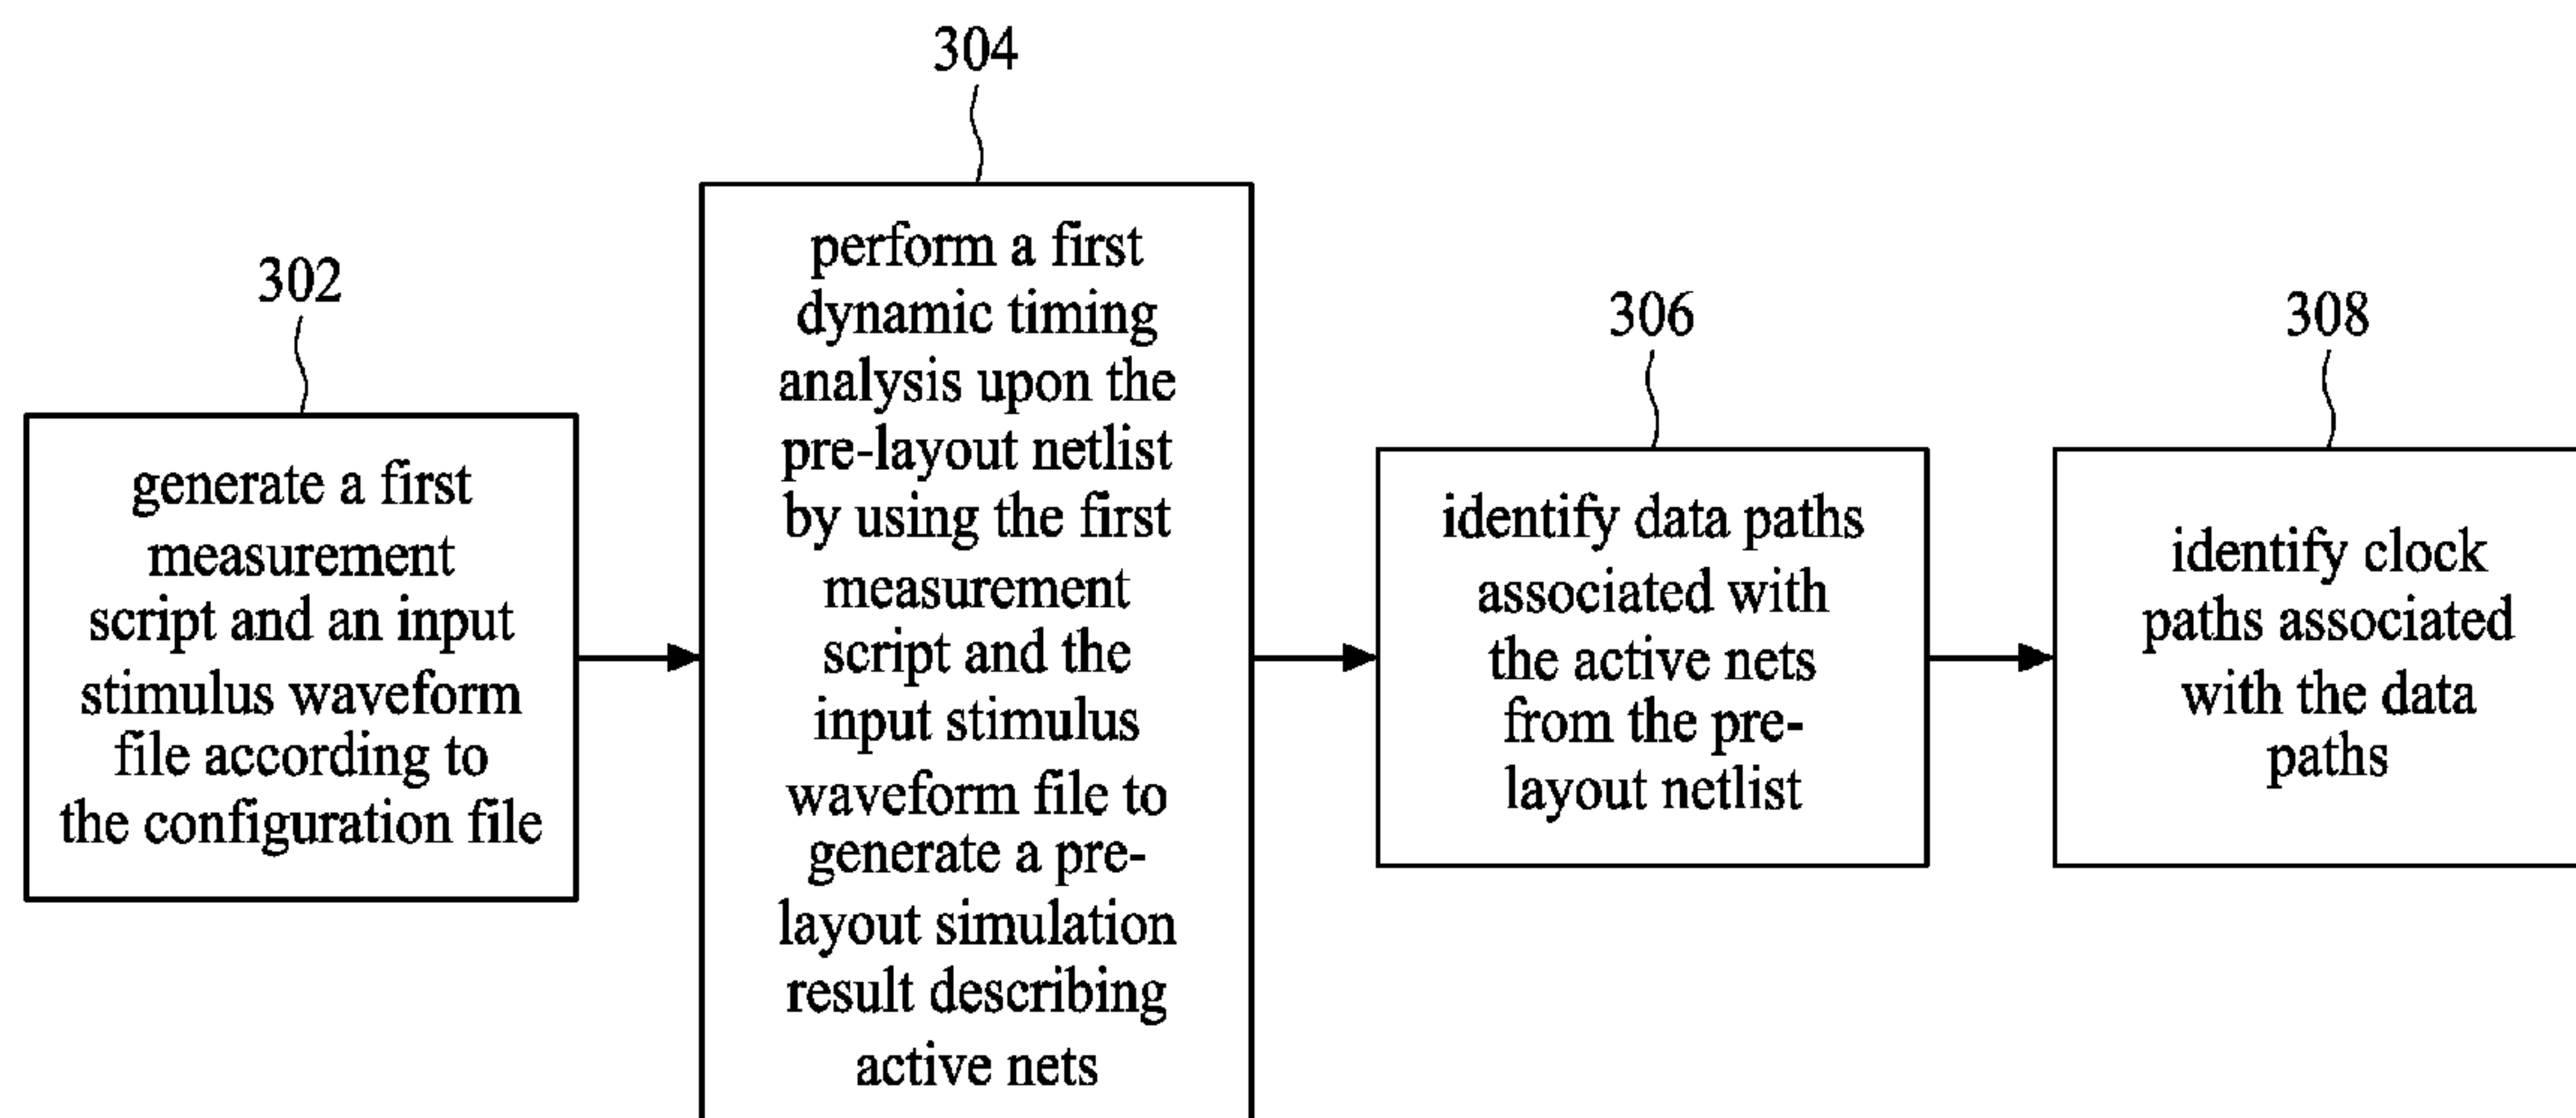 302
generate a first
measurement
script and an input
stimulus waveform
file according to
the configuration file
304
perform a first
dynamic timing
analysis upon the
pre-layout netlist
by using the first
measurement
script and the
input stimulus
waveform file to
generate a pre-
layout simulation
result describing
active nets
306
identify data paths
associated with
the active nets
from the pre-
layout netlist
308
identify clock
paths associated
with the data
paths